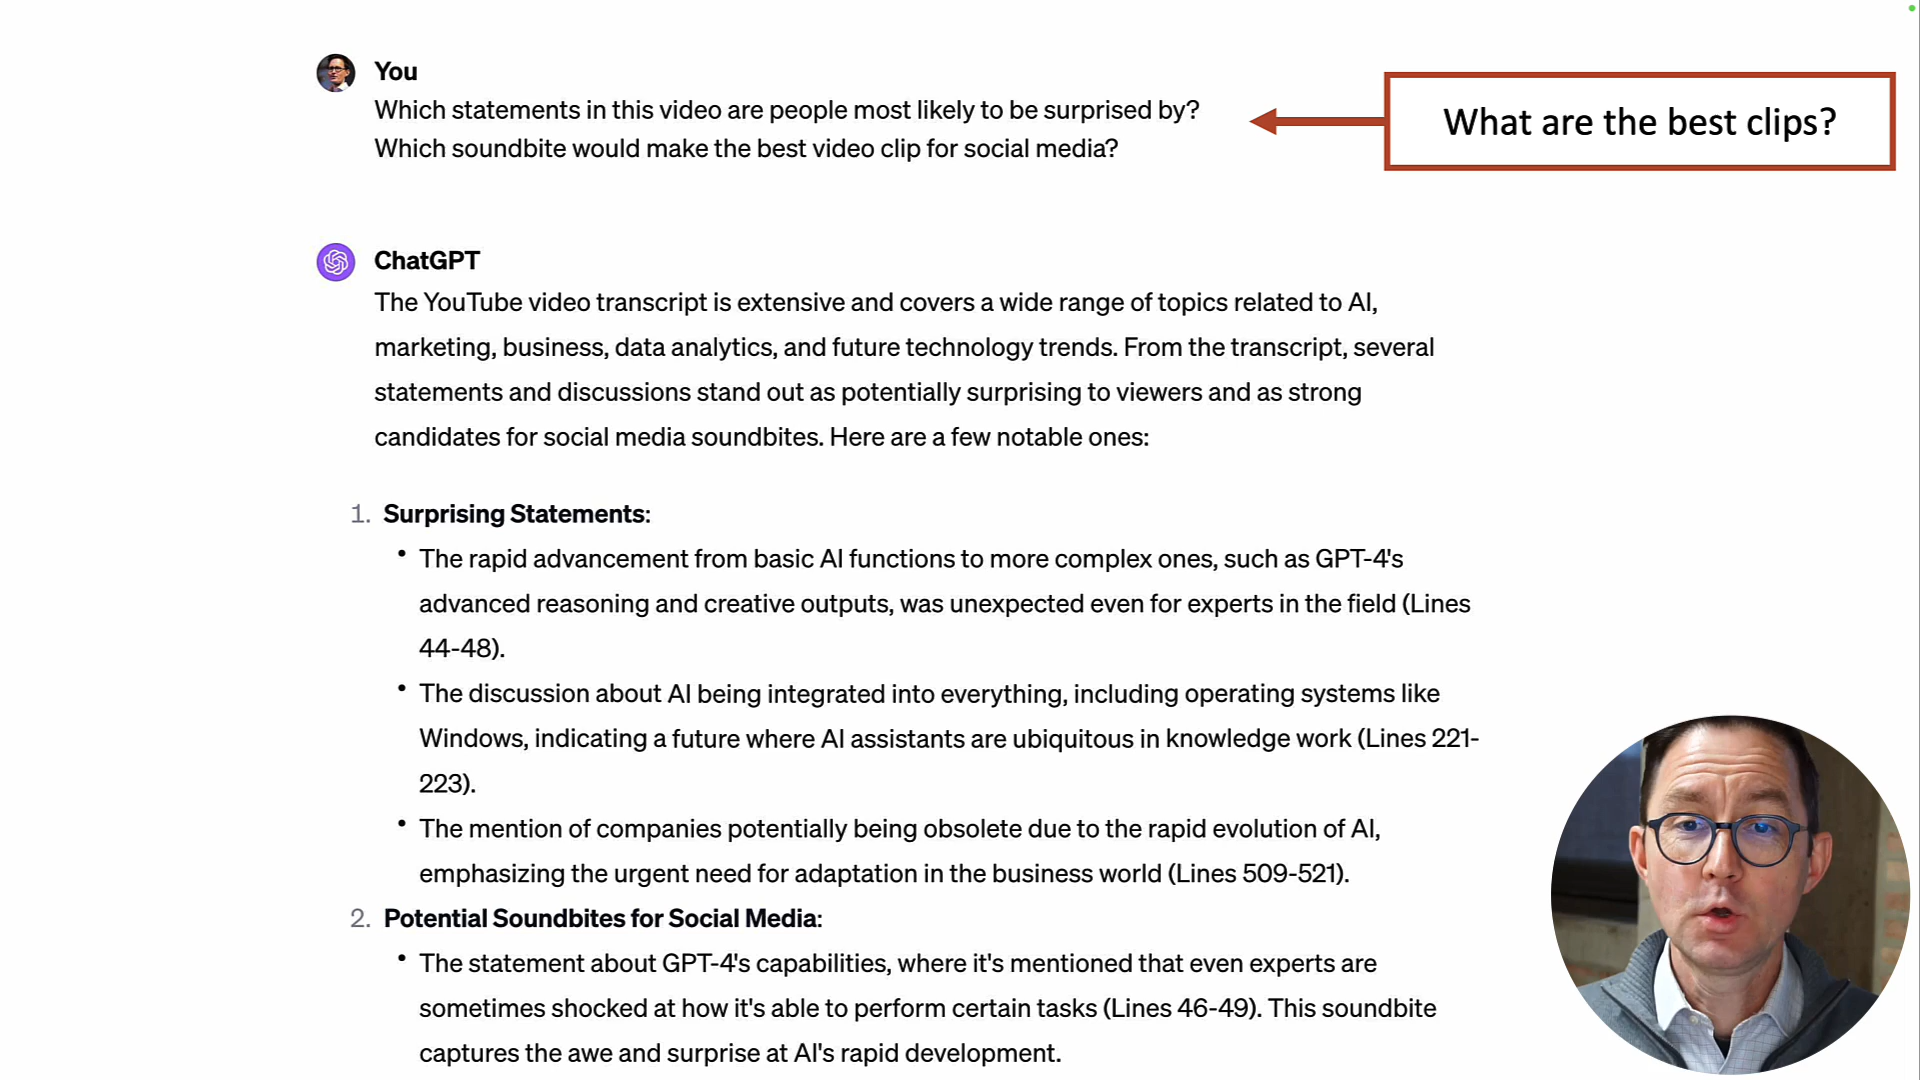 You
Which statements in this video are people most likely to be surprised by?
Which soundbite would make the best video clip for social media?
What are the best clips?
ChatGPT
The YouTube video transcript is extensive and covers a wide range of topics related to AI,
marketing, business, data analytics, and future technology trends. From the transcript, several
statements and discussions stand out as potentially surprising to viewers and as strong
candidates for social media soundbites. Here are a few notable ones:
1. Surprising Statements:
• The rapid advancement from basic AI functions to more complex ones, such as GPT-4's
advanced reasoning and creative outputs, was unexpected even for experts in the field (Lines
44-48).
• The discussion about AI being integrated into everything, including operating systems like
Windows, indicating a future where AI assistants are ubiquitous in knowledge work (Lines 221-
223).
• The mention of companies potentially being obsolete due to the rapid evolution of AI,
emphasizing the urgent need for adaptation in the business world (Lines 509-521).
2. Potential Soundbites for Social Media:
• The statement about GPT-4's capabilities, where it's mentioned that even experts are
sometimes shocked at how it's able to perform certain tasks (Lines 46-49). This soundbite
captures the awe and surprise at AI's rapid development.